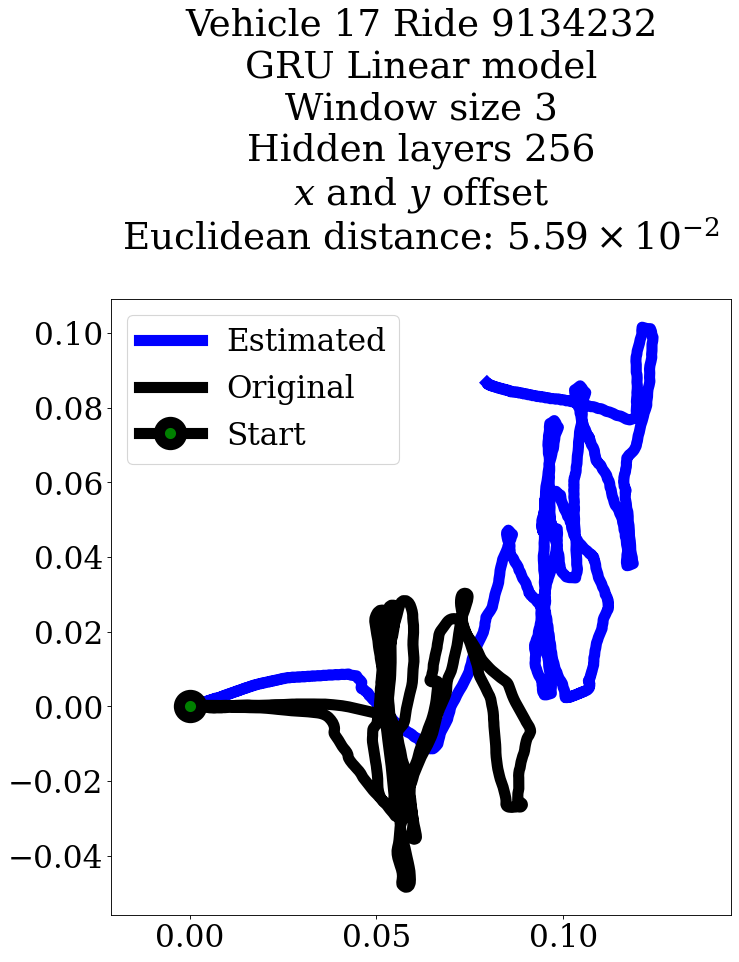 Vehicle 17 Ride 9134232
GRU Linear model
Window size 3
Hidden layers 256
x and y offset
Euclidean distance: 5.59 × 10⁻²
Estimated
Original
Start
0.10
0.08
0.06
0.04
0.02
0.00
−0.02
−0.04
0.00 0.05 0.10